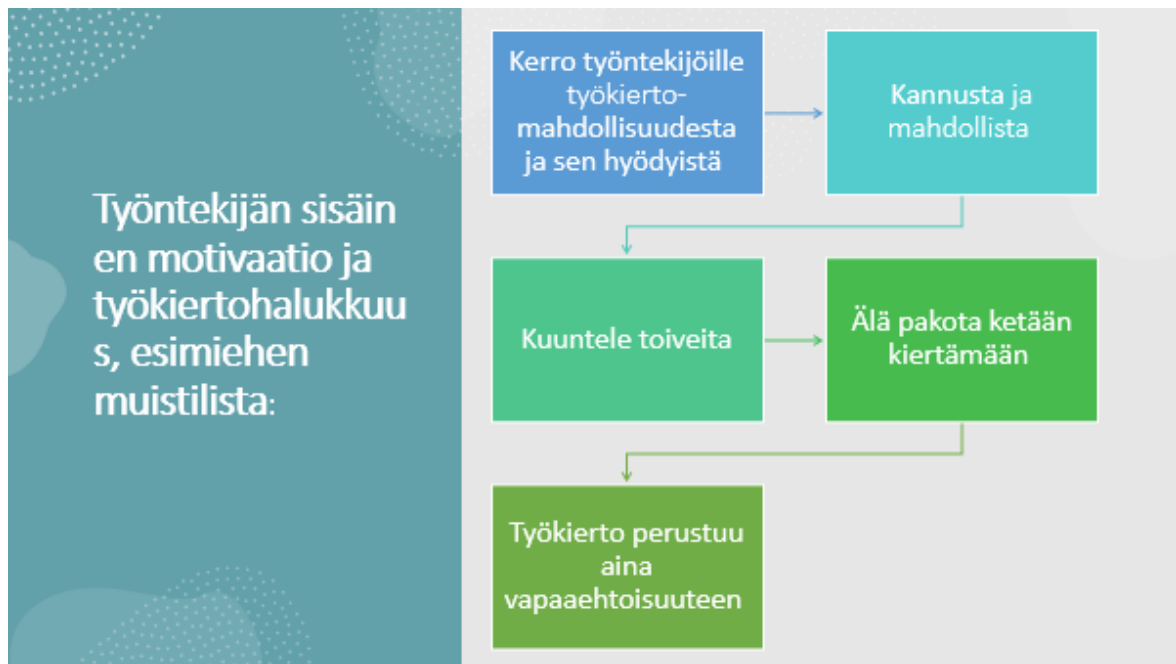 Työntekijän sisäin
en motivaatio ja
työkiertohalukkuu
s, esimiehen
muistilista:
Kerro työntekijöille
työkierto-
mahdollisuudesta
ja sen hyödyistä
Kannusta ja
mahdollista
Kuuntele toiveita
Älä pakota ketään
kiertämään
Työkierto perustuu
aina
vapaaehtoisuuteen